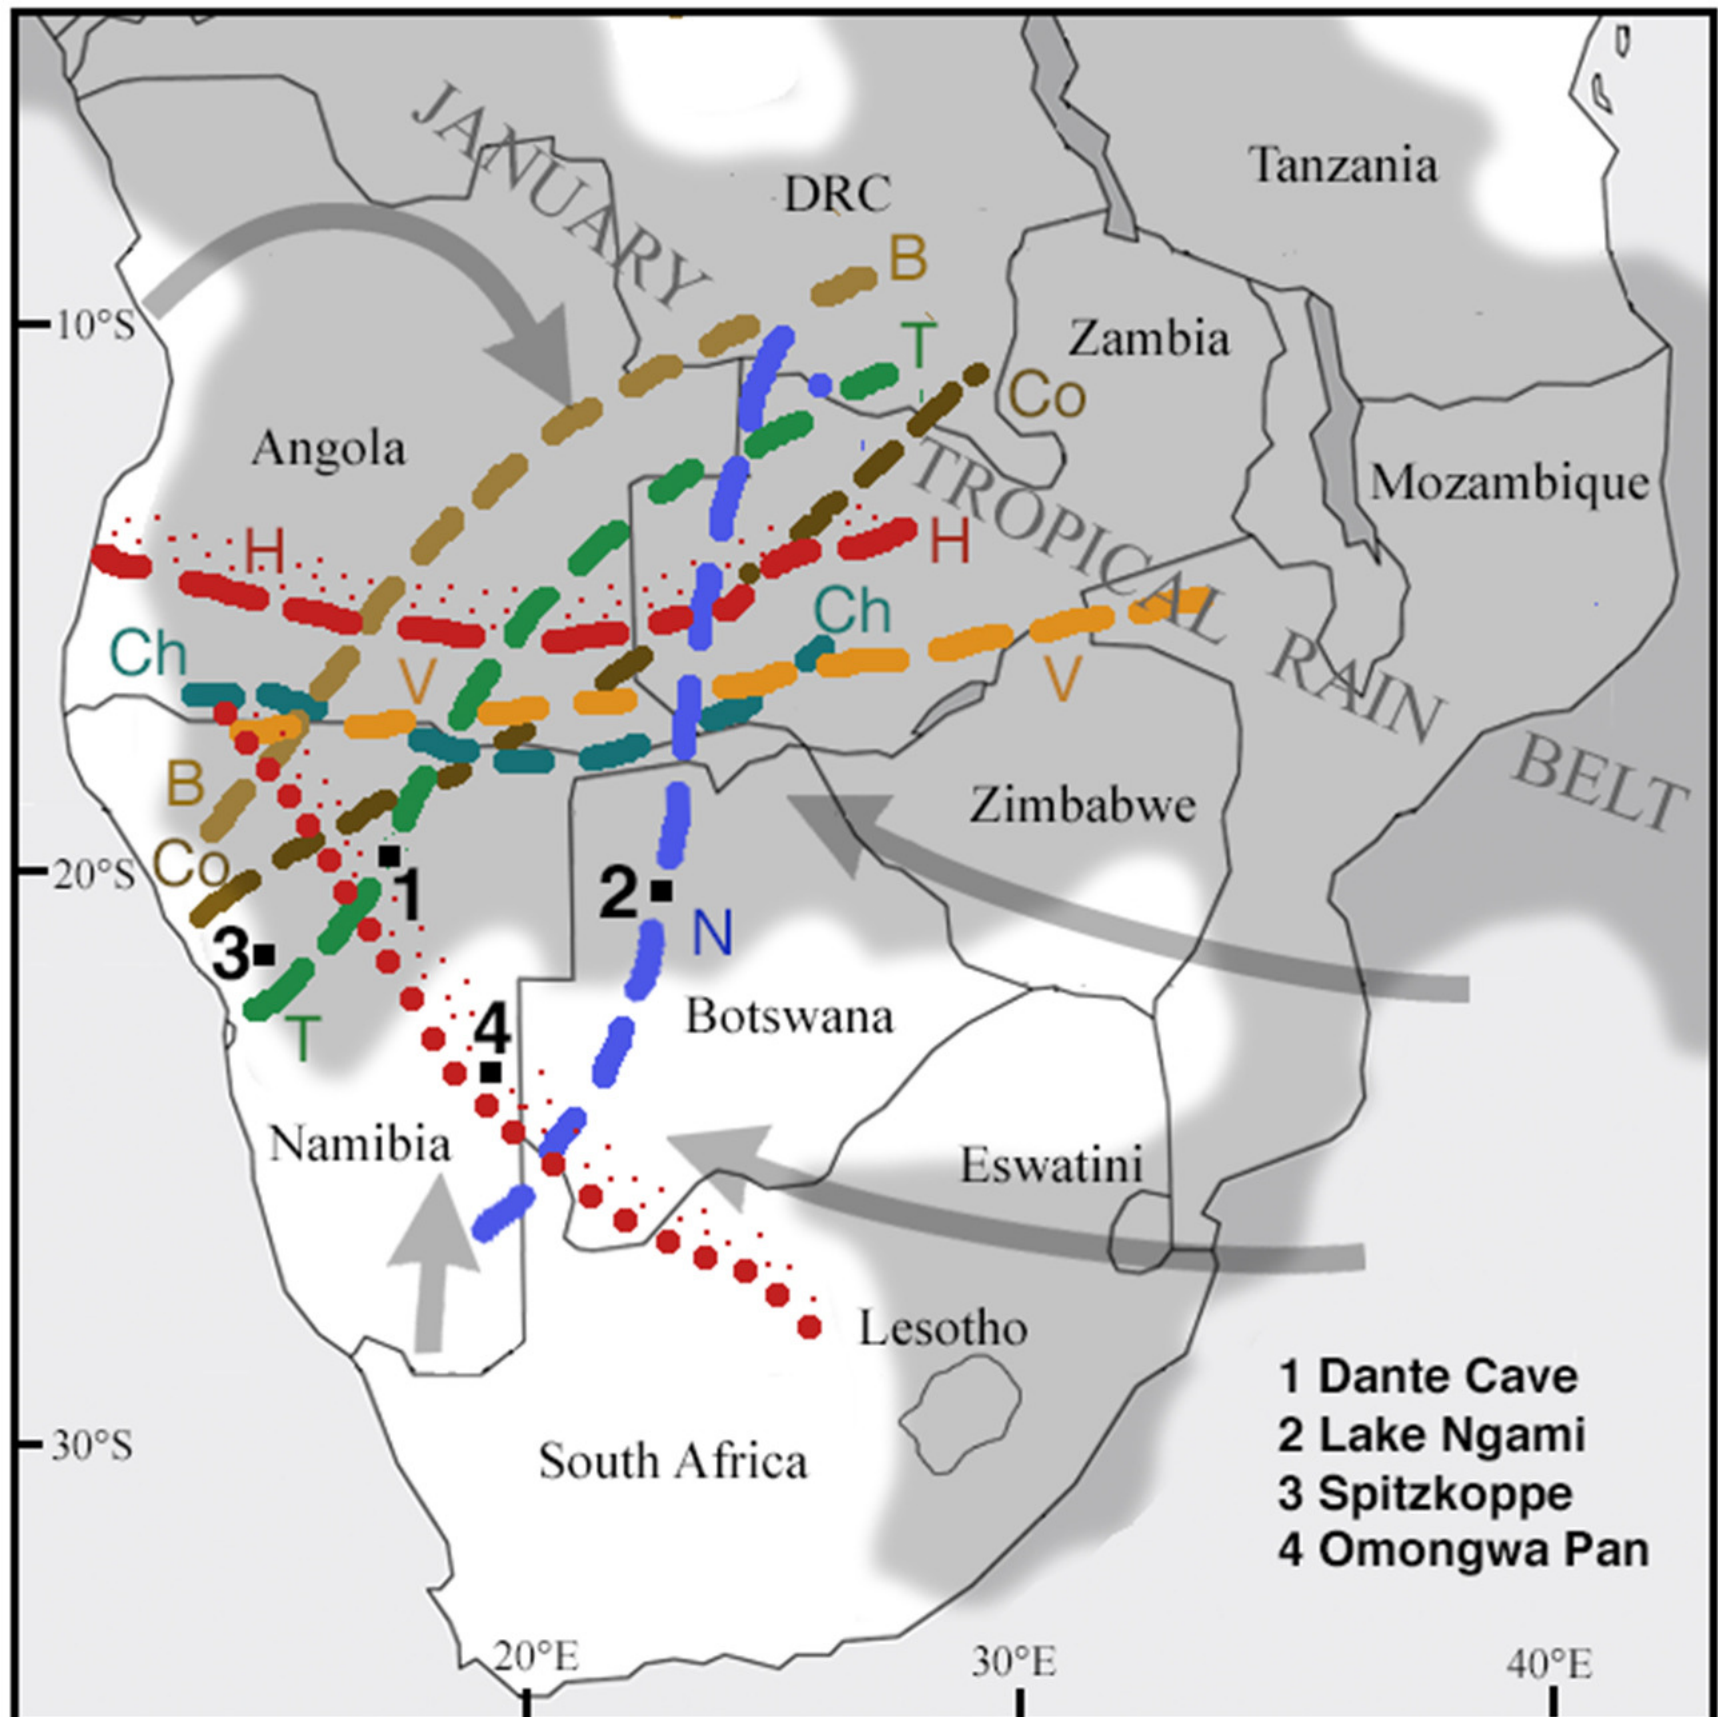 JANUARY
Tanzania
DRC
B
10°S
T
Zambia
Co
Angola
TROPICAL
Mozambique
H
H
Ch
Ch
V
V
RAIN
BELT
B
Zimbabwe
Co
20°S
1
2
N
3
Botswana
T
4
Namibia
Eswatini
Lesotho
1 Dante Cave
2 Lake Ngami
3 Spitzkoppe
4 Omongwa Pan
30°S
South Africa
20°E
30°E
40°E